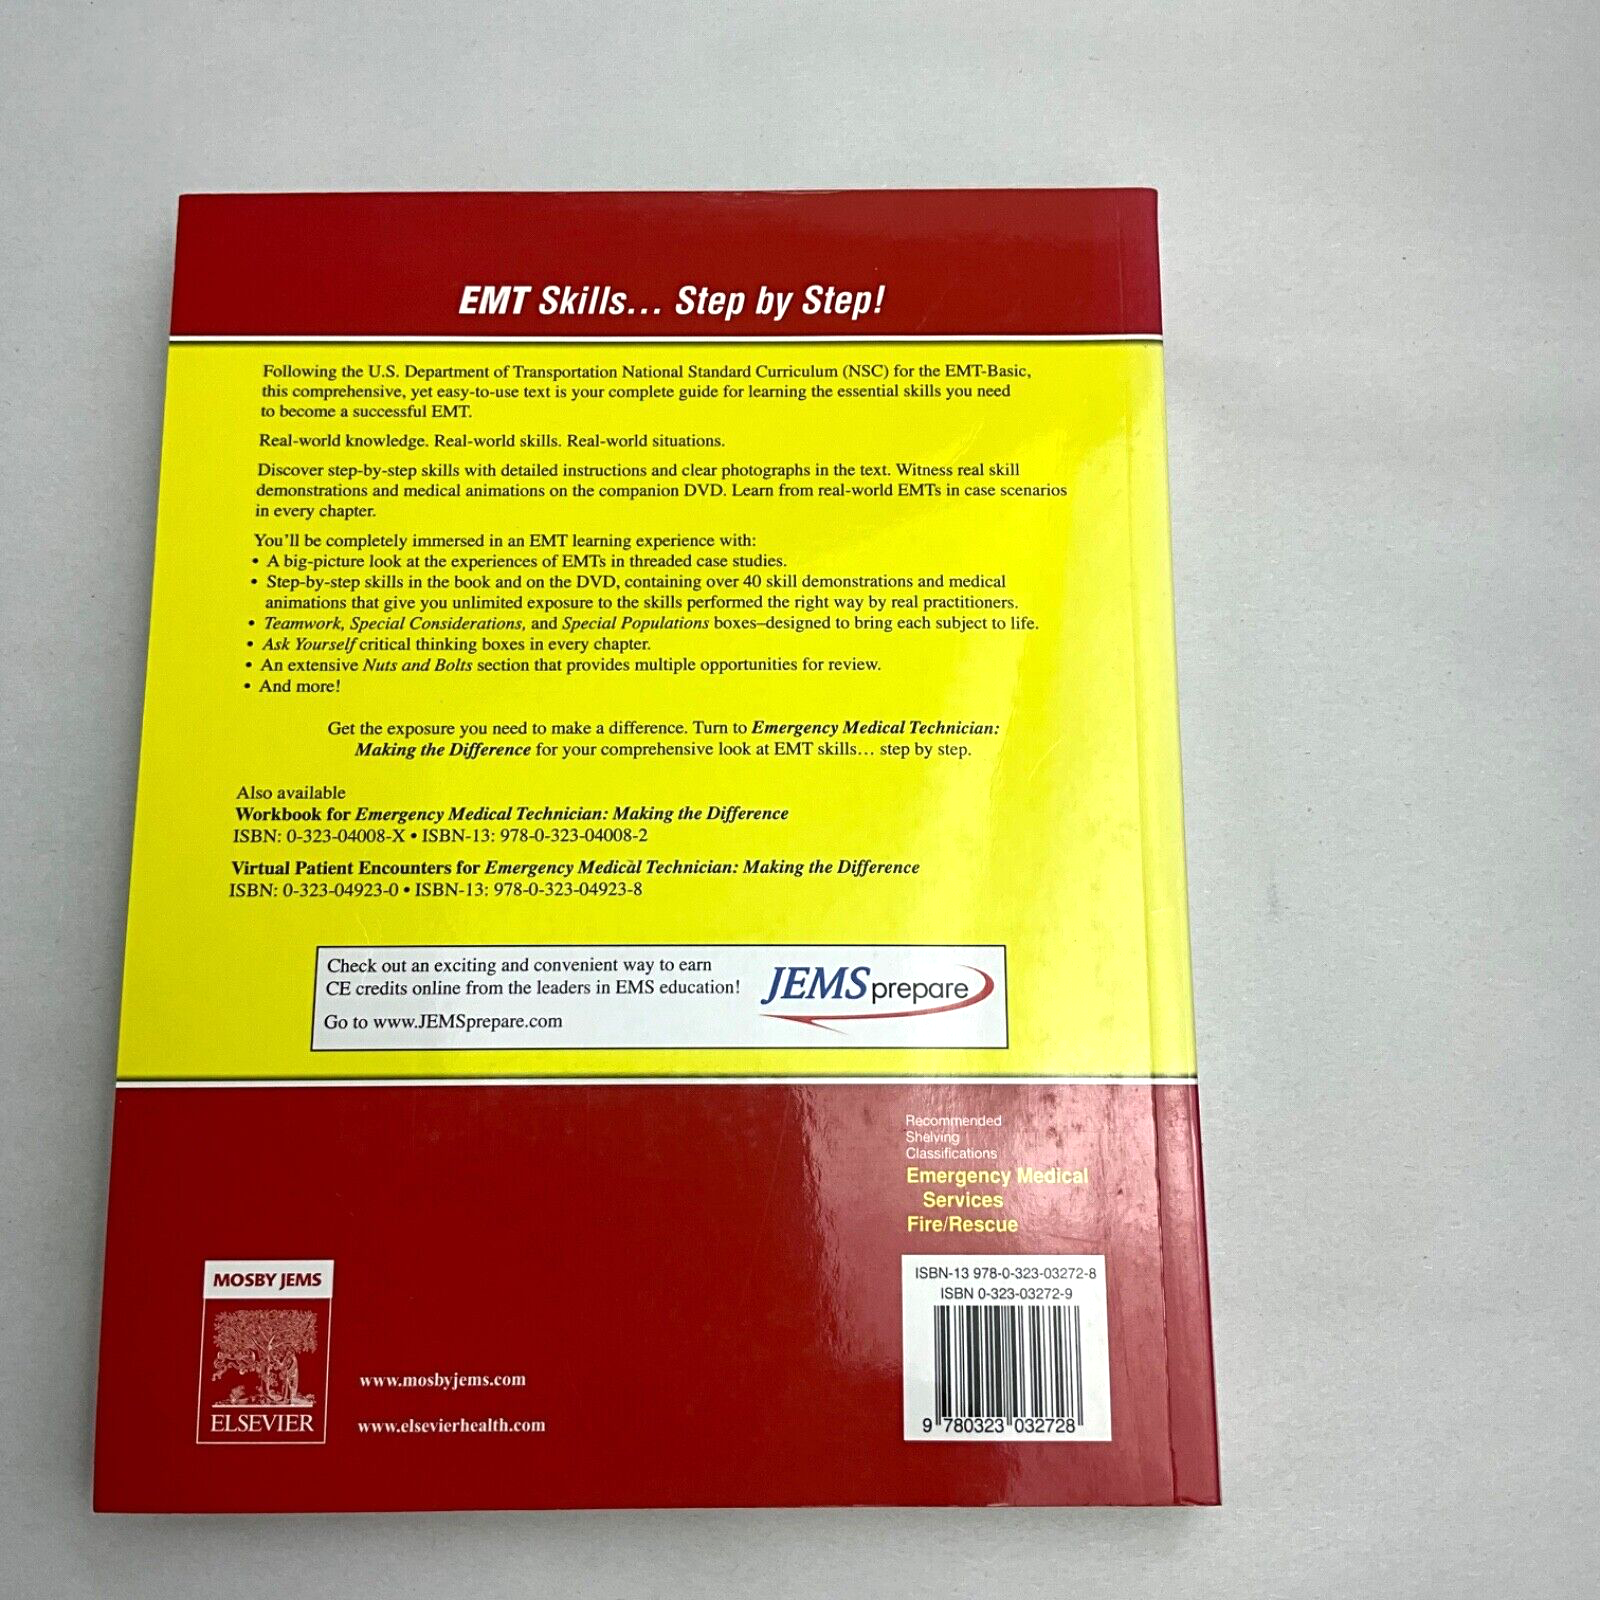 EMT Skills... Step by Step!
Following the U.S. Department of Transportation National Standard Curriculum (NSC) for the EMT-Basic,
this comprehensive, yet easy-to-use text is your complete guide for learning the essential skills you need
to become a successful EMT.
Real-world knowledge. Real-world skills. Real-world situations.
Discover step-by-step skills with detailed instructions and clear photographs in the text. Witness real skill
demonstrations and medical animations on the companion DVD. Learn from real-world EMTs in case scenarios
in every chapter.
You'll be completely immersed in an EMT learning experience with:
• A big-picture look at the experiences of EMTs in threaded case studies.
• Step-by-step skills in the book and on the DVD, containing over 40 skill demonstrations and medical
animations that give you unlimited exposure to the skills performed the right way by real practitioners.
• Teamwork, Special Considerations, and Special Populations boxes–designed to bring each subject to life.
• Ask Yourself critical thinking boxes in every chapter.
• An extensive Nuts and Bolts section that provides multiple opportunities for review.
• And more!
Get the exposure you need to make a difference. Turn to Emergency Medical Technician:
Making the Difference for your comprehensive look at EMT skills... step by step.
Also available
Workbook for Emergency Medical Technician: Making the Difference
ISBN: 0-323-04008-X • ISBN-13: 978-0-323-04008-2
Virtual Patient Encounters for Emergency Medical Technician: Making the Difference
ISBN: 0-323-04923-0 • ISBN-13: 978-0-323-04923-8
Check out an exciting and convenient way to earn
CE credits online from the leaders in EMS education!
Go to www.JEMSprepare.com
JEMSprepare
Recommended
Shelving
Classifications
Emergency Medical
Services
Fire/Rescue
MOSBY JEMS
ELSEVIER
www.mosbyjems.com
www.elsevierhealth.com
ISBN-13 978-0-323-03272-8
ISBN 0-323-03272-9
9 780323 032728